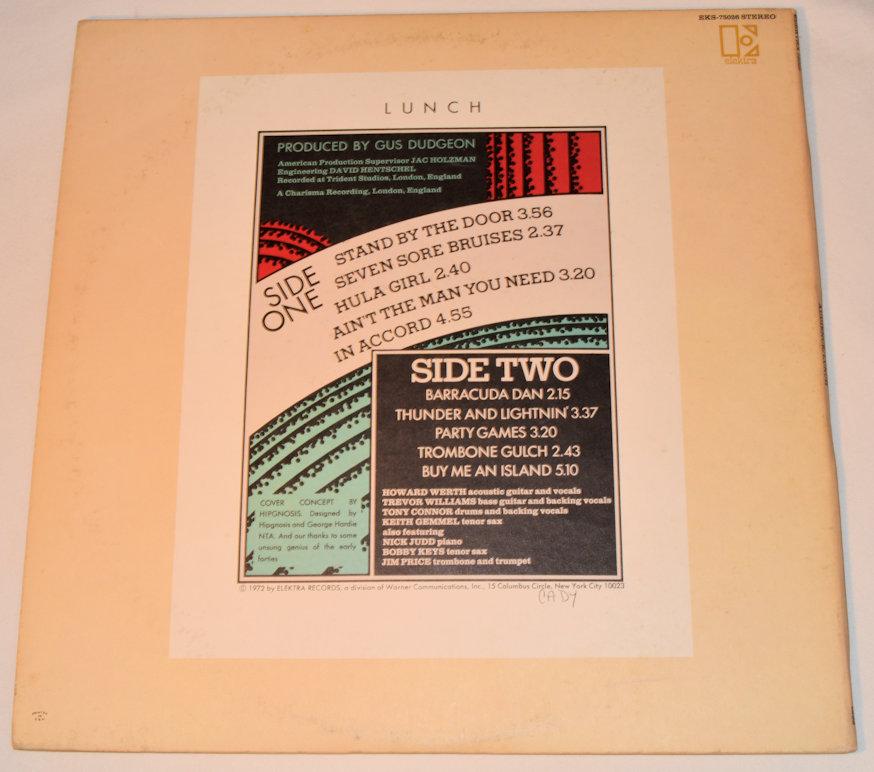 EKS-75026 STEREO
elektra
LUNCH
PRODUCED BY GUS DUDGEON
American Production Supervisor JAC HOLZMAN
Engineering DAVID HENTSCHEL
Recorded at Trident Studios, London, England
A Charisma Recording, London, England
SIDE
ONE
STAND BY THE DOOR 3.56
SEVEN SORE BRUISES 2.37
HULA GIRL 2.40
AIN'T THE MAN YOU NEED 3.20
IN ACCORD 4.55
SIDE TWO
BARRACUDA DAN 2.15
THUNDER AND LIGHTNIN' 3.37
PARTY GAMES 3.20
TROMBONE GULCH 2.43
BUY ME AN ISLAND 5.10
HOWARD WERTH acoustic guitar and vocals
TREVOR WILLIAMS bass guitar and backing vocals
TONY CONNOR drums and backing vocals
KEITH GEMMEL tenor sax
also featuring
NICK JUDD piano
BOBBY KEYS tenor sax
JIM PRICE trombone and trumpet
COVER CONCEPT BY
HIPGNOSIS. Designed by
Hipgnosis and George Hardie
N.T.A. And our thanks to some
unsung genius of the early
forties
© 1972 by ELEKTRA RECORDS, a division of Warner Communications, Inc., 15 Columbus Circle, New York City 10023
CADY